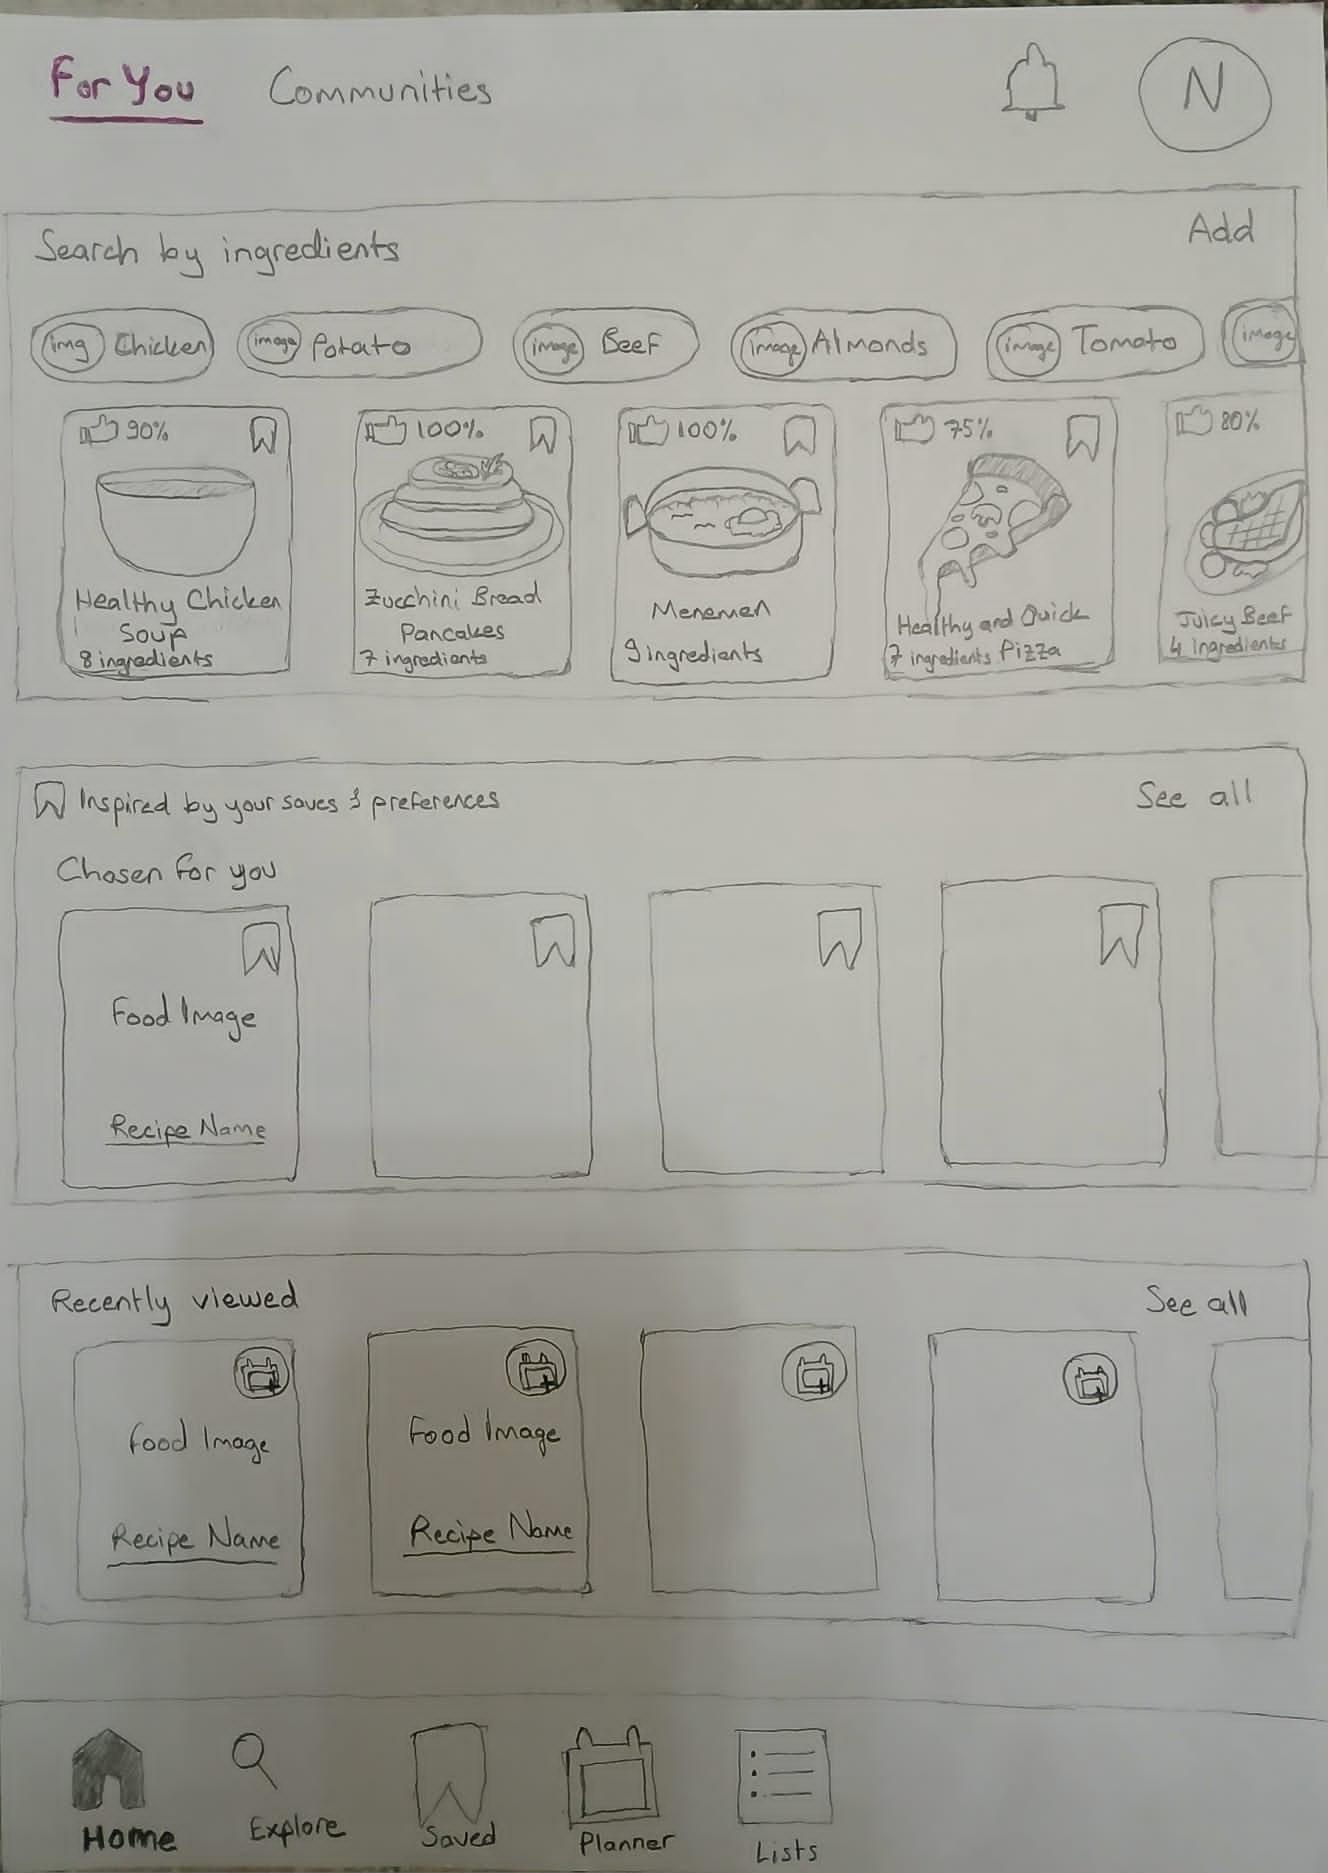 For You Communities N
Search by ingredients Add
img Chicken image Potato image Beef image Almonds image Tomato image
90% 100% 100% 75% 80%
Healthy Chicken
Soup
8 ingredients
Zucchini Bread
Pancakes
7 ingredients
Menemen
9 ingredients
Healthy and Quick
7 ingredients Pizza
Juicy Beef
4 ingredients
Inspired by your saves & preferences See all
Chosen for you
Food Image
Recipe Name
Recently viewed See all
Food Image Food Image
Recipe Name Recipe Name
Home Explore Saved Planner Lists